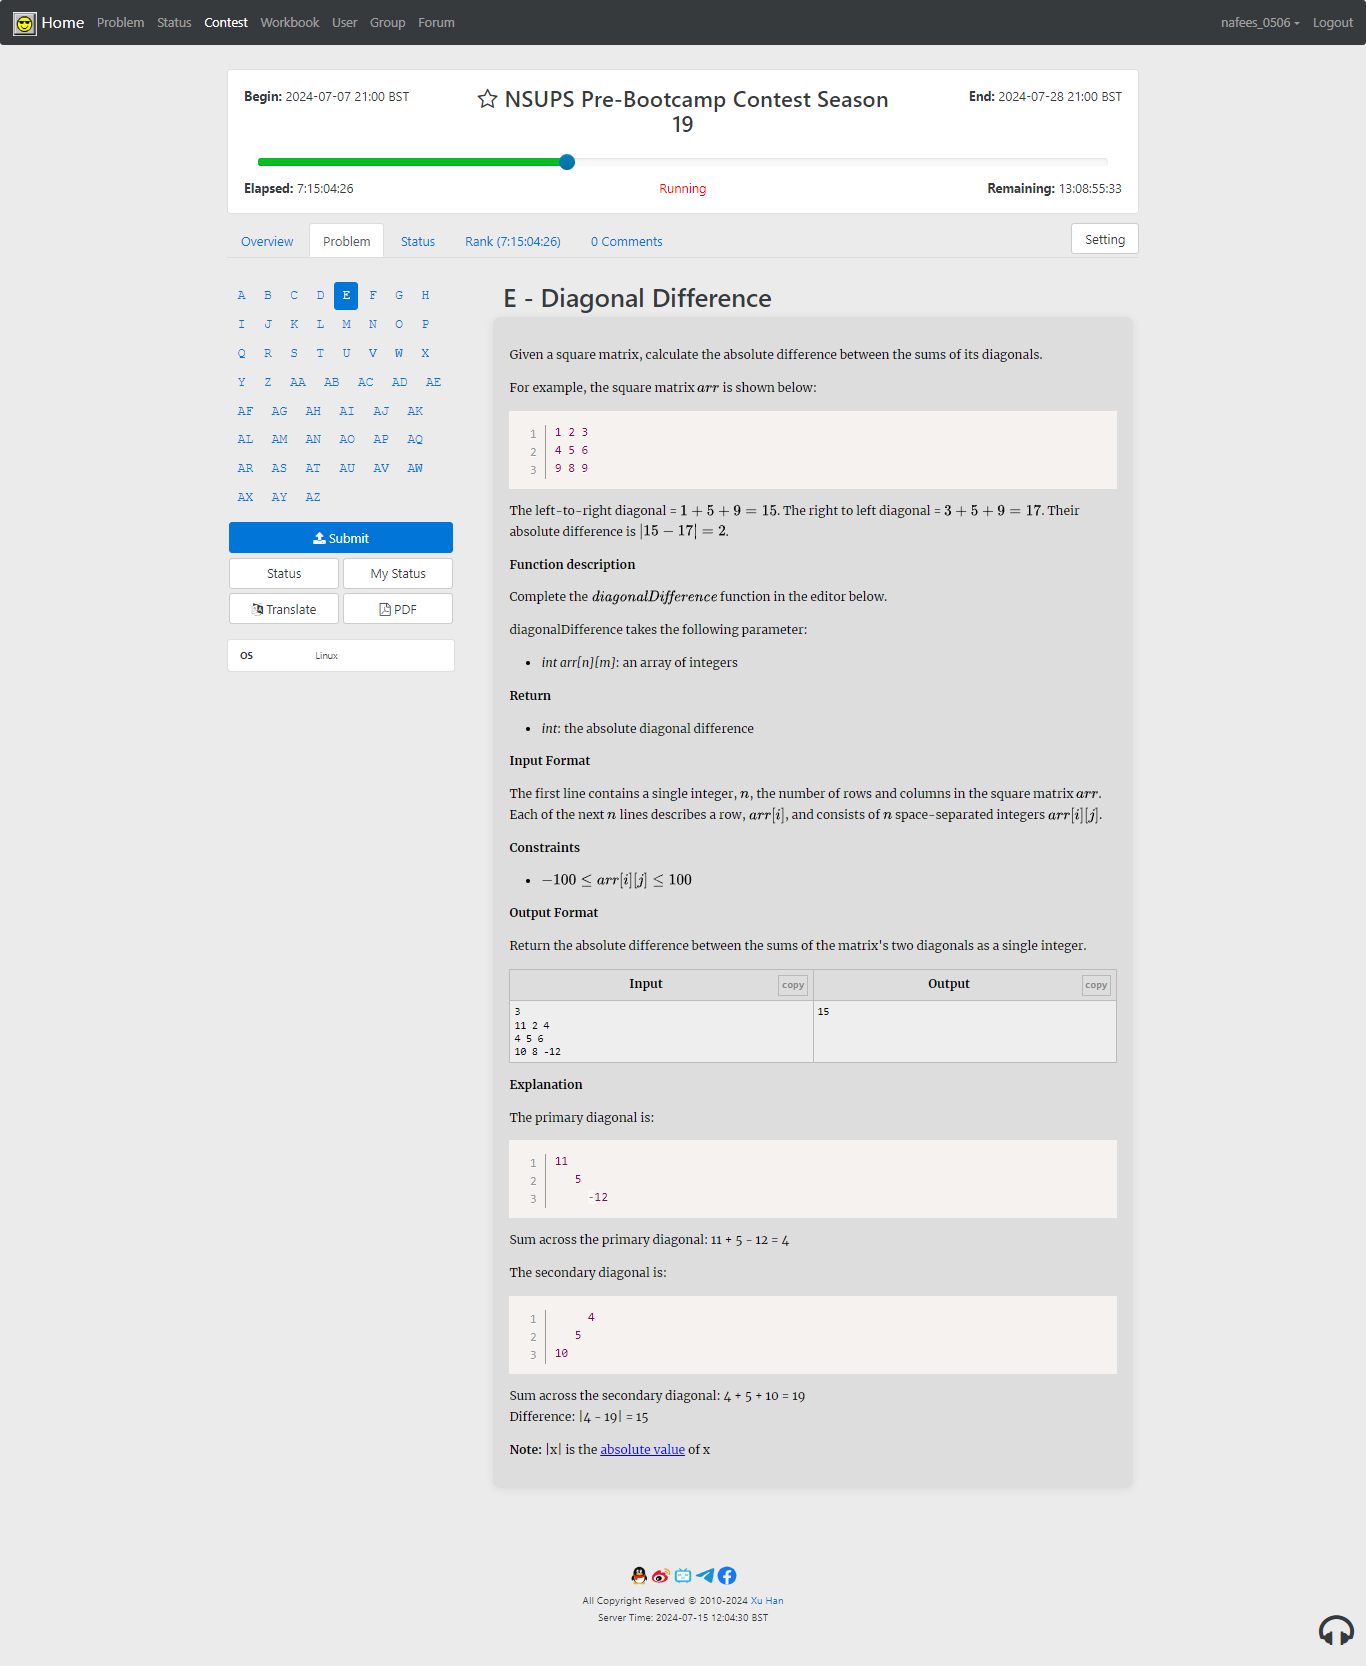 Home Problem Status Contest Workbook User Group Forum nafees_0506 Logout
Begin: 2024-07-07 21:00 BST
NSUPS Pre-Bootcamp Contest Season
19
End: 2024-07-28 21:00 BST
Elapsed: 7:15:04:26 Running Remaining: 13:08:55:33
Overview Problem Status Rank (7:15:04:26) 0 Comments Setting
A B C D E F G H
I J K L M N O P
Q R S T U V W X
Y Z AA AB AC AD AE
AF AG AH AI AJ AK
AL AM AN AO AP AQ
AR AS AT AU AV AW
AX AY AZ
Submit
Status My Status
Translate PDF
OS Linux
E - Diagonal Difference
Given a square matrix, calculate the absolute difference between the sums of its diagonals.
For example, the square matrix arr is shown below:
1 1 2 3
2 4 5 6
3 9 8 9
The left-to-right diagonal = 1 + 5 + 9 = 15. The right to left diagonal = 3 + 5 + 9 = 17. Their
absolute difference is |15 − 17| = 2.
Function description
Complete the diagonalDifference function in the editor below.
diagonalDifference takes the following parameter:
• int arr[n][m]: an array of integers
Return
• int: the absolute diagonal difference
Input Format
The first line contains a single integer, n, the number of rows and columns in the square matrix arr.
Each of the next n lines describes a row, arr[i], and consists of n space-separated integers arr[i][j].
Constraints
• −100 ≤ arr[i][j] ≤ 100
Output Format
Return the absolute difference between the sums of the matrix's two diagonals as a single integer.
Input copy Output copy
3 15
11 2 4
4 5 6
10 8 -12
Explanation
The primary diagonal is:
1 11
2 5
3 -12
Sum across the primary diagonal: 11 + 5 - 12 = 4
The secondary diagonal is:
1 4
2 5
3 10
Sum across the secondary diagonal: 4 + 5 + 10 = 19
Difference: |4 - 19| = 15
Note: |x| is the absolute value of x
All Copyright Reserved © 2010-2024 Xu Han
Server Time: 2024-07-15 12:04:30 BST